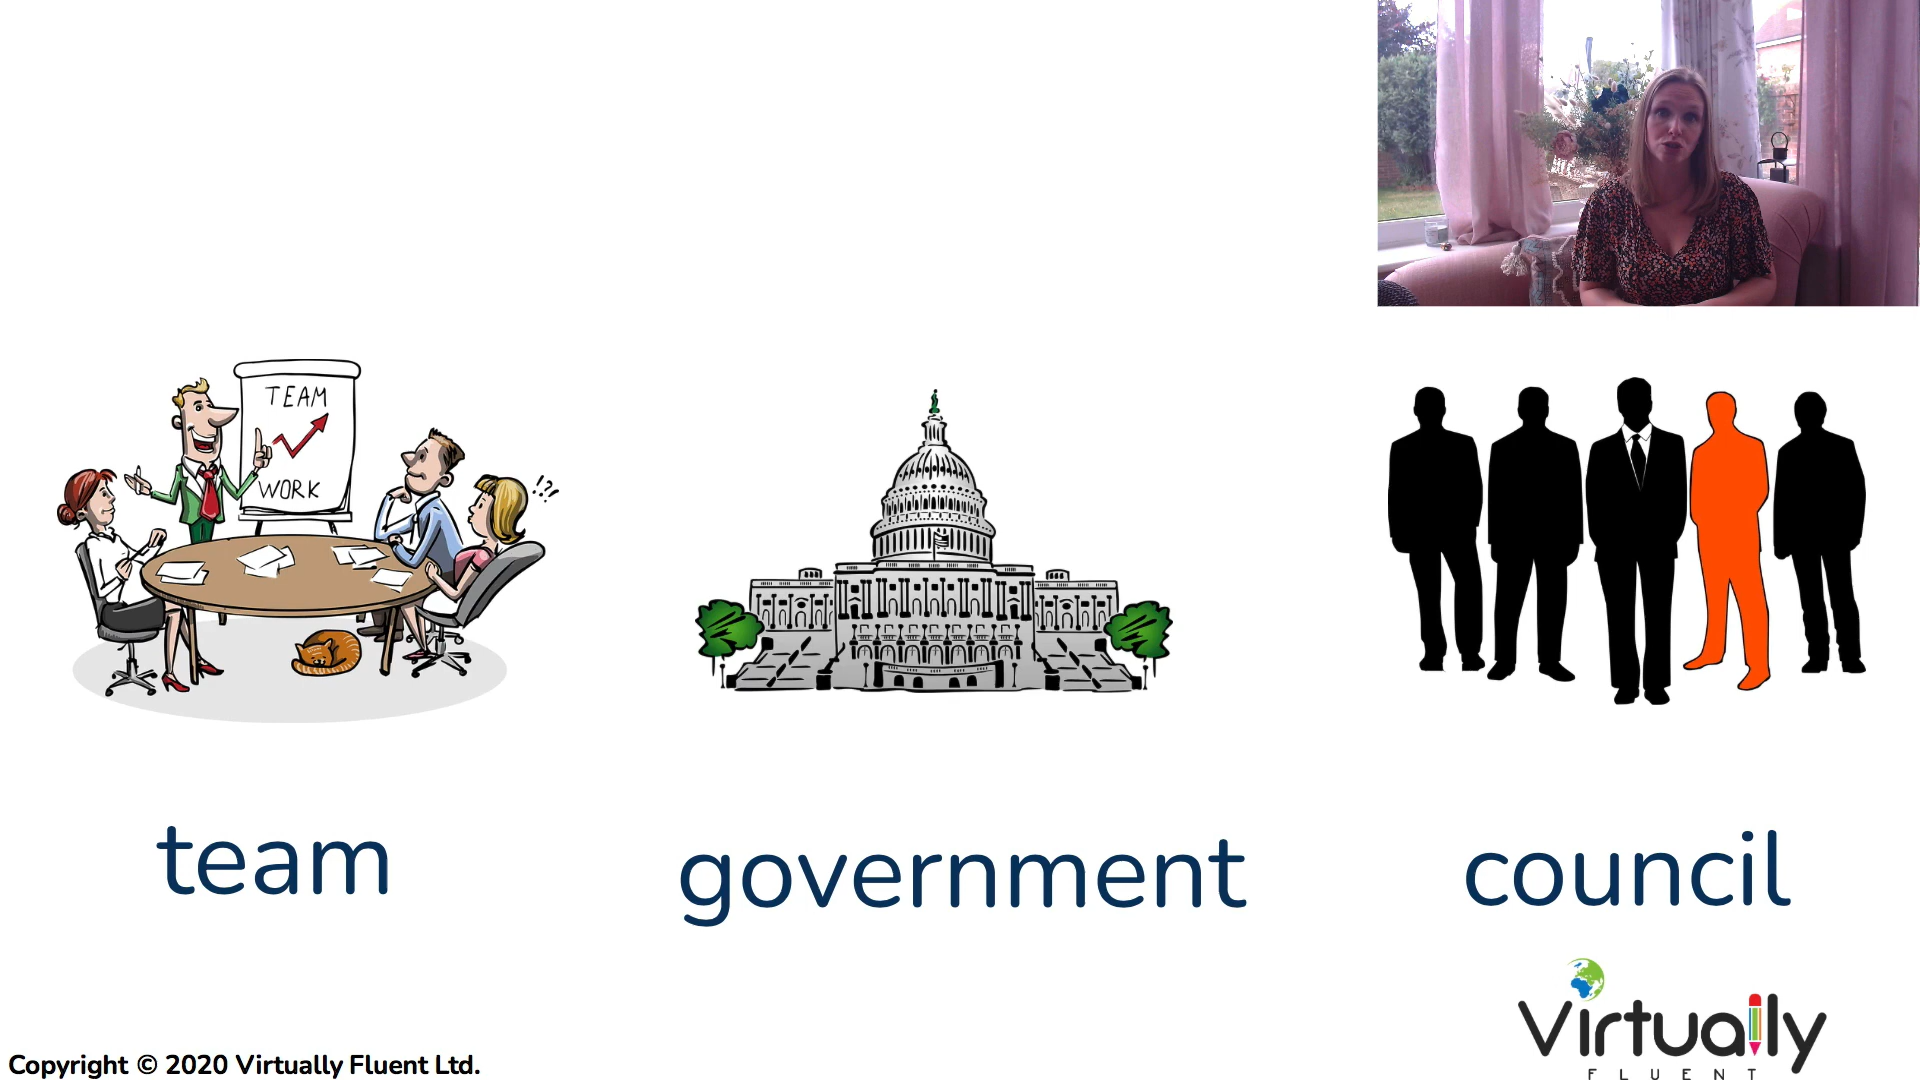 TEAM
!?!
WORK
team
government
council
Virtually
FLUENT
Copyright © 2020 Virtually Fluent Ltd.